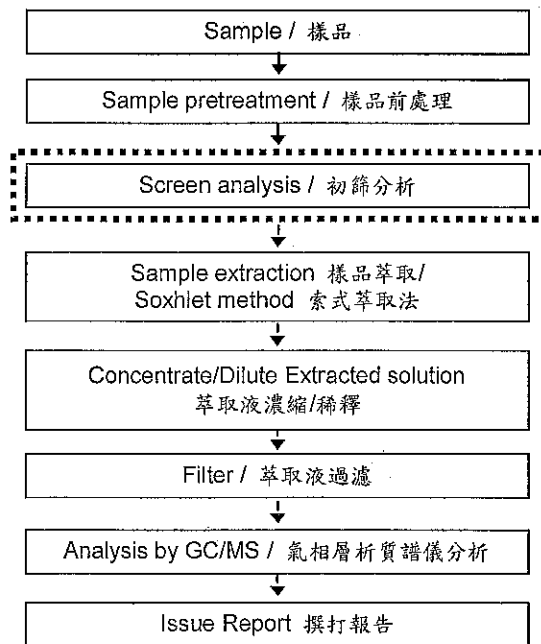 Sample / 樣品
Sample pretreatment / 樣品前處理
Screen analysis / 初篩分析
Sample extraction 樣品萃取/
Soxhlet method 索式萃取法
Concentrate/Dilute Extracted solution
萃取液濃縮/稀釋
Filter / 萃取液過濾
Analysis by GC/MS / 氣相層析質譜儀分析
Issue Report 撰打報告